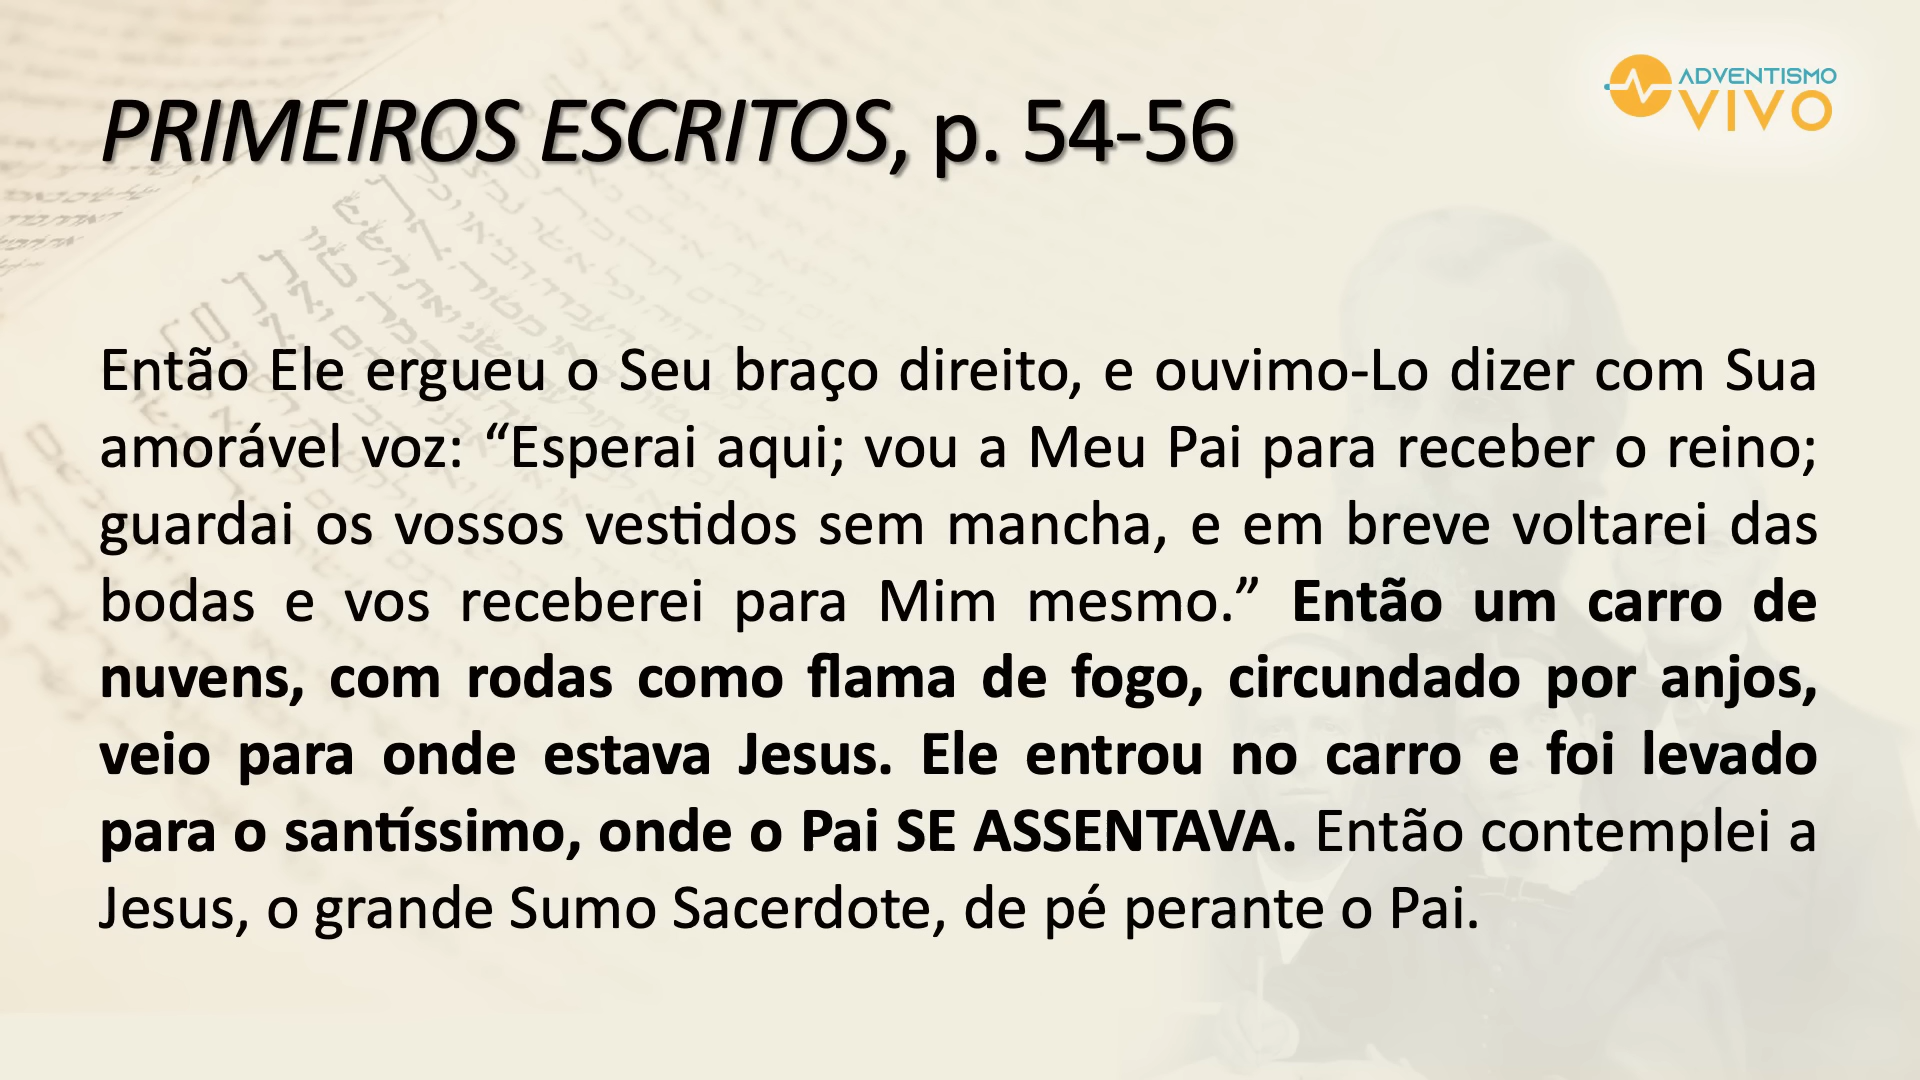 ADVENTISMO
VIVO
PRIMEIROS ESCRITOS, p. 54-56
Então Ele ergueu o Seu braço direito, e ouvimo-Lo dizer com Sua
amorável voz: “Esperai aqui; vou a Meu Pai para receber o reino;
guardai os vossos vestidos sem mancha, e em breve voltarei das
bodas e vos receberei para Mim mesmo.” Então um carro de
nuvens, com rodas como flama de fogo, circundado por anjos,
veio para onde estava Jesus. Ele entrou no carro e foi levado
para o santíssimo, onde o Pai SE ASSENTAVA. Então contemplei a
Jesus, o grande Sumo Sacerdote, de pé perante o Pai.